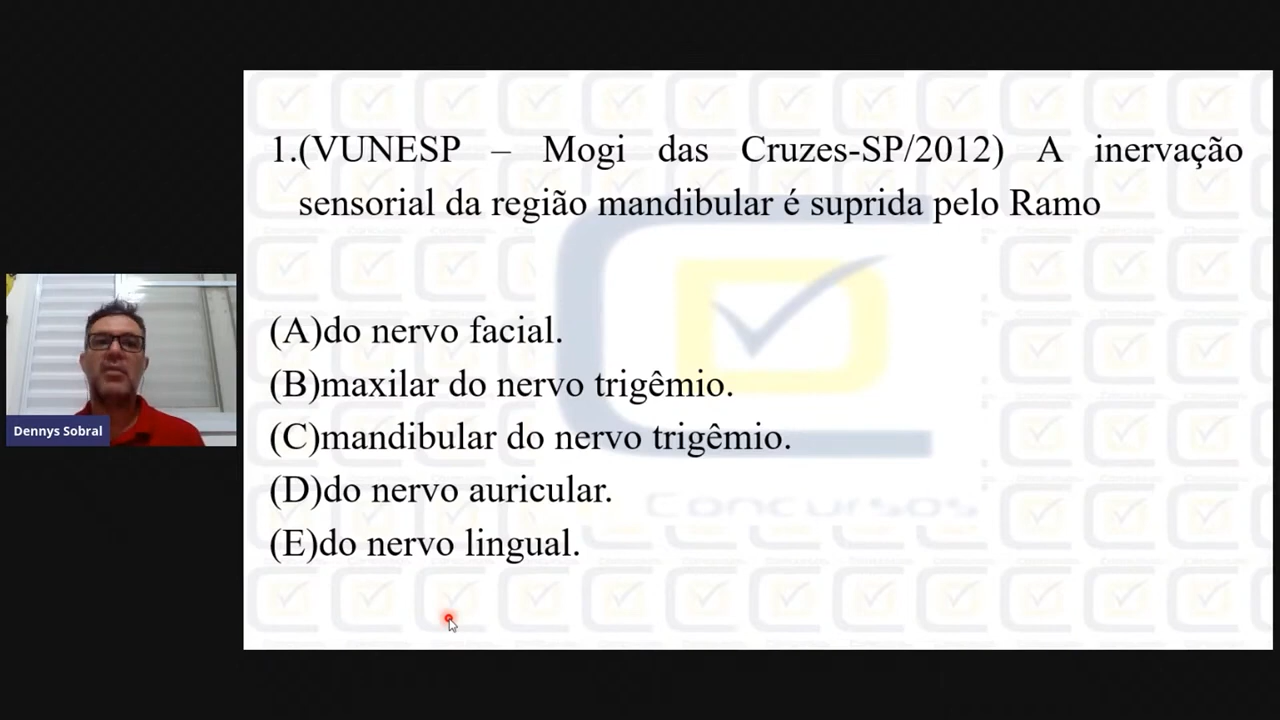 1.(VUNESP – Mogi das Cruzes-SP/2012) A inervação
sensorial da região mandibular é suprida pelo Ramo
(A)do nervo facial.
(B)maxilar do nervo trigêmio.
(C)mandibular do nervo trigêmio.
(D)do nervo auricular.
(E)do nervo lingual.
Concursos
Dennys Sobral